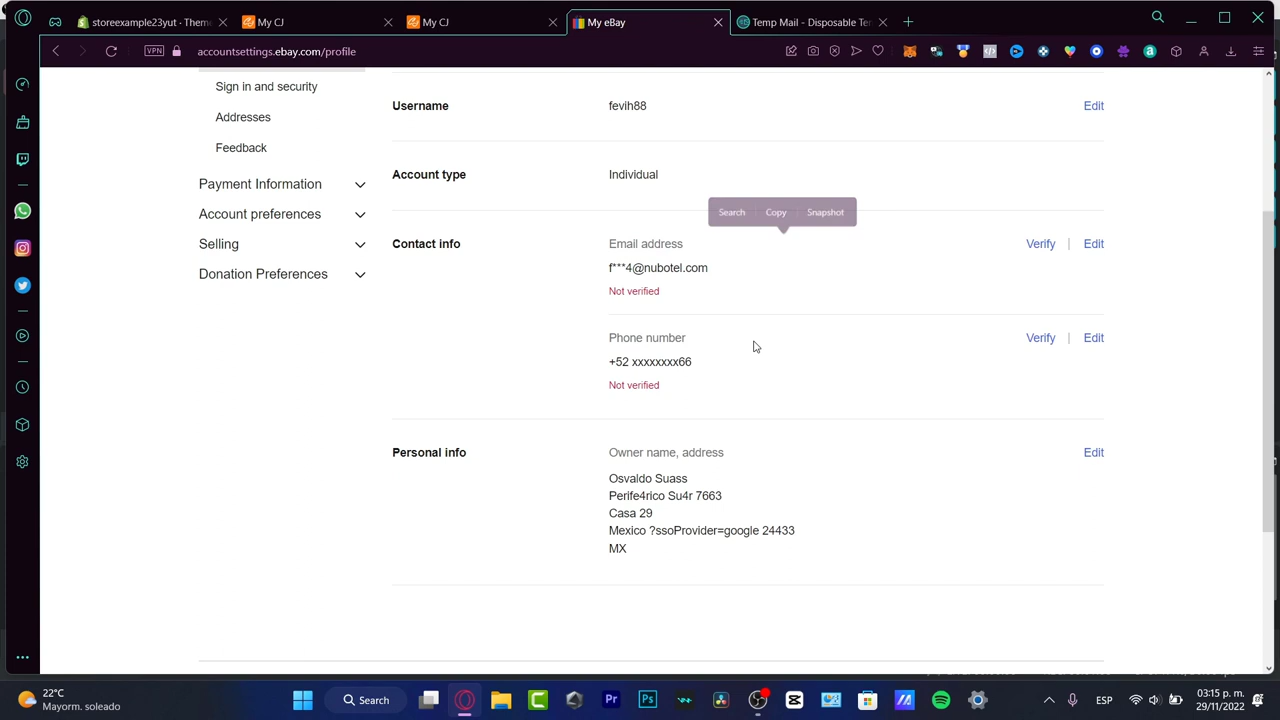 storeexample23yut · Them
My CJ
My CJ
My eBay
Temp Mail - Disposable Te
VPN
accountsettings.ebay.com/profile
Sign in and security
Addresses
Feedback
Payment Information
Account preferences
Selling
Donation Preferences
Username
fevih88
Edit
Account type
Individual
Search
Copy
Snapshot
Contact info
Email address
Verify | Edit
f***4@nubotel.com
Not verified
Phone number
Verify | Edit
+52 xxxxxxxx66
Not verified
Personal info
Owner name, address
Edit
Osvaldo Suass
Perife4rico Su4r 7663
Casa 29
Mexico ?ssoProvider=google 24433
MX
22°C
Mayorm. soleado
Search
Pr
Ps
ESP
03:15 p. m.
29/11/2022